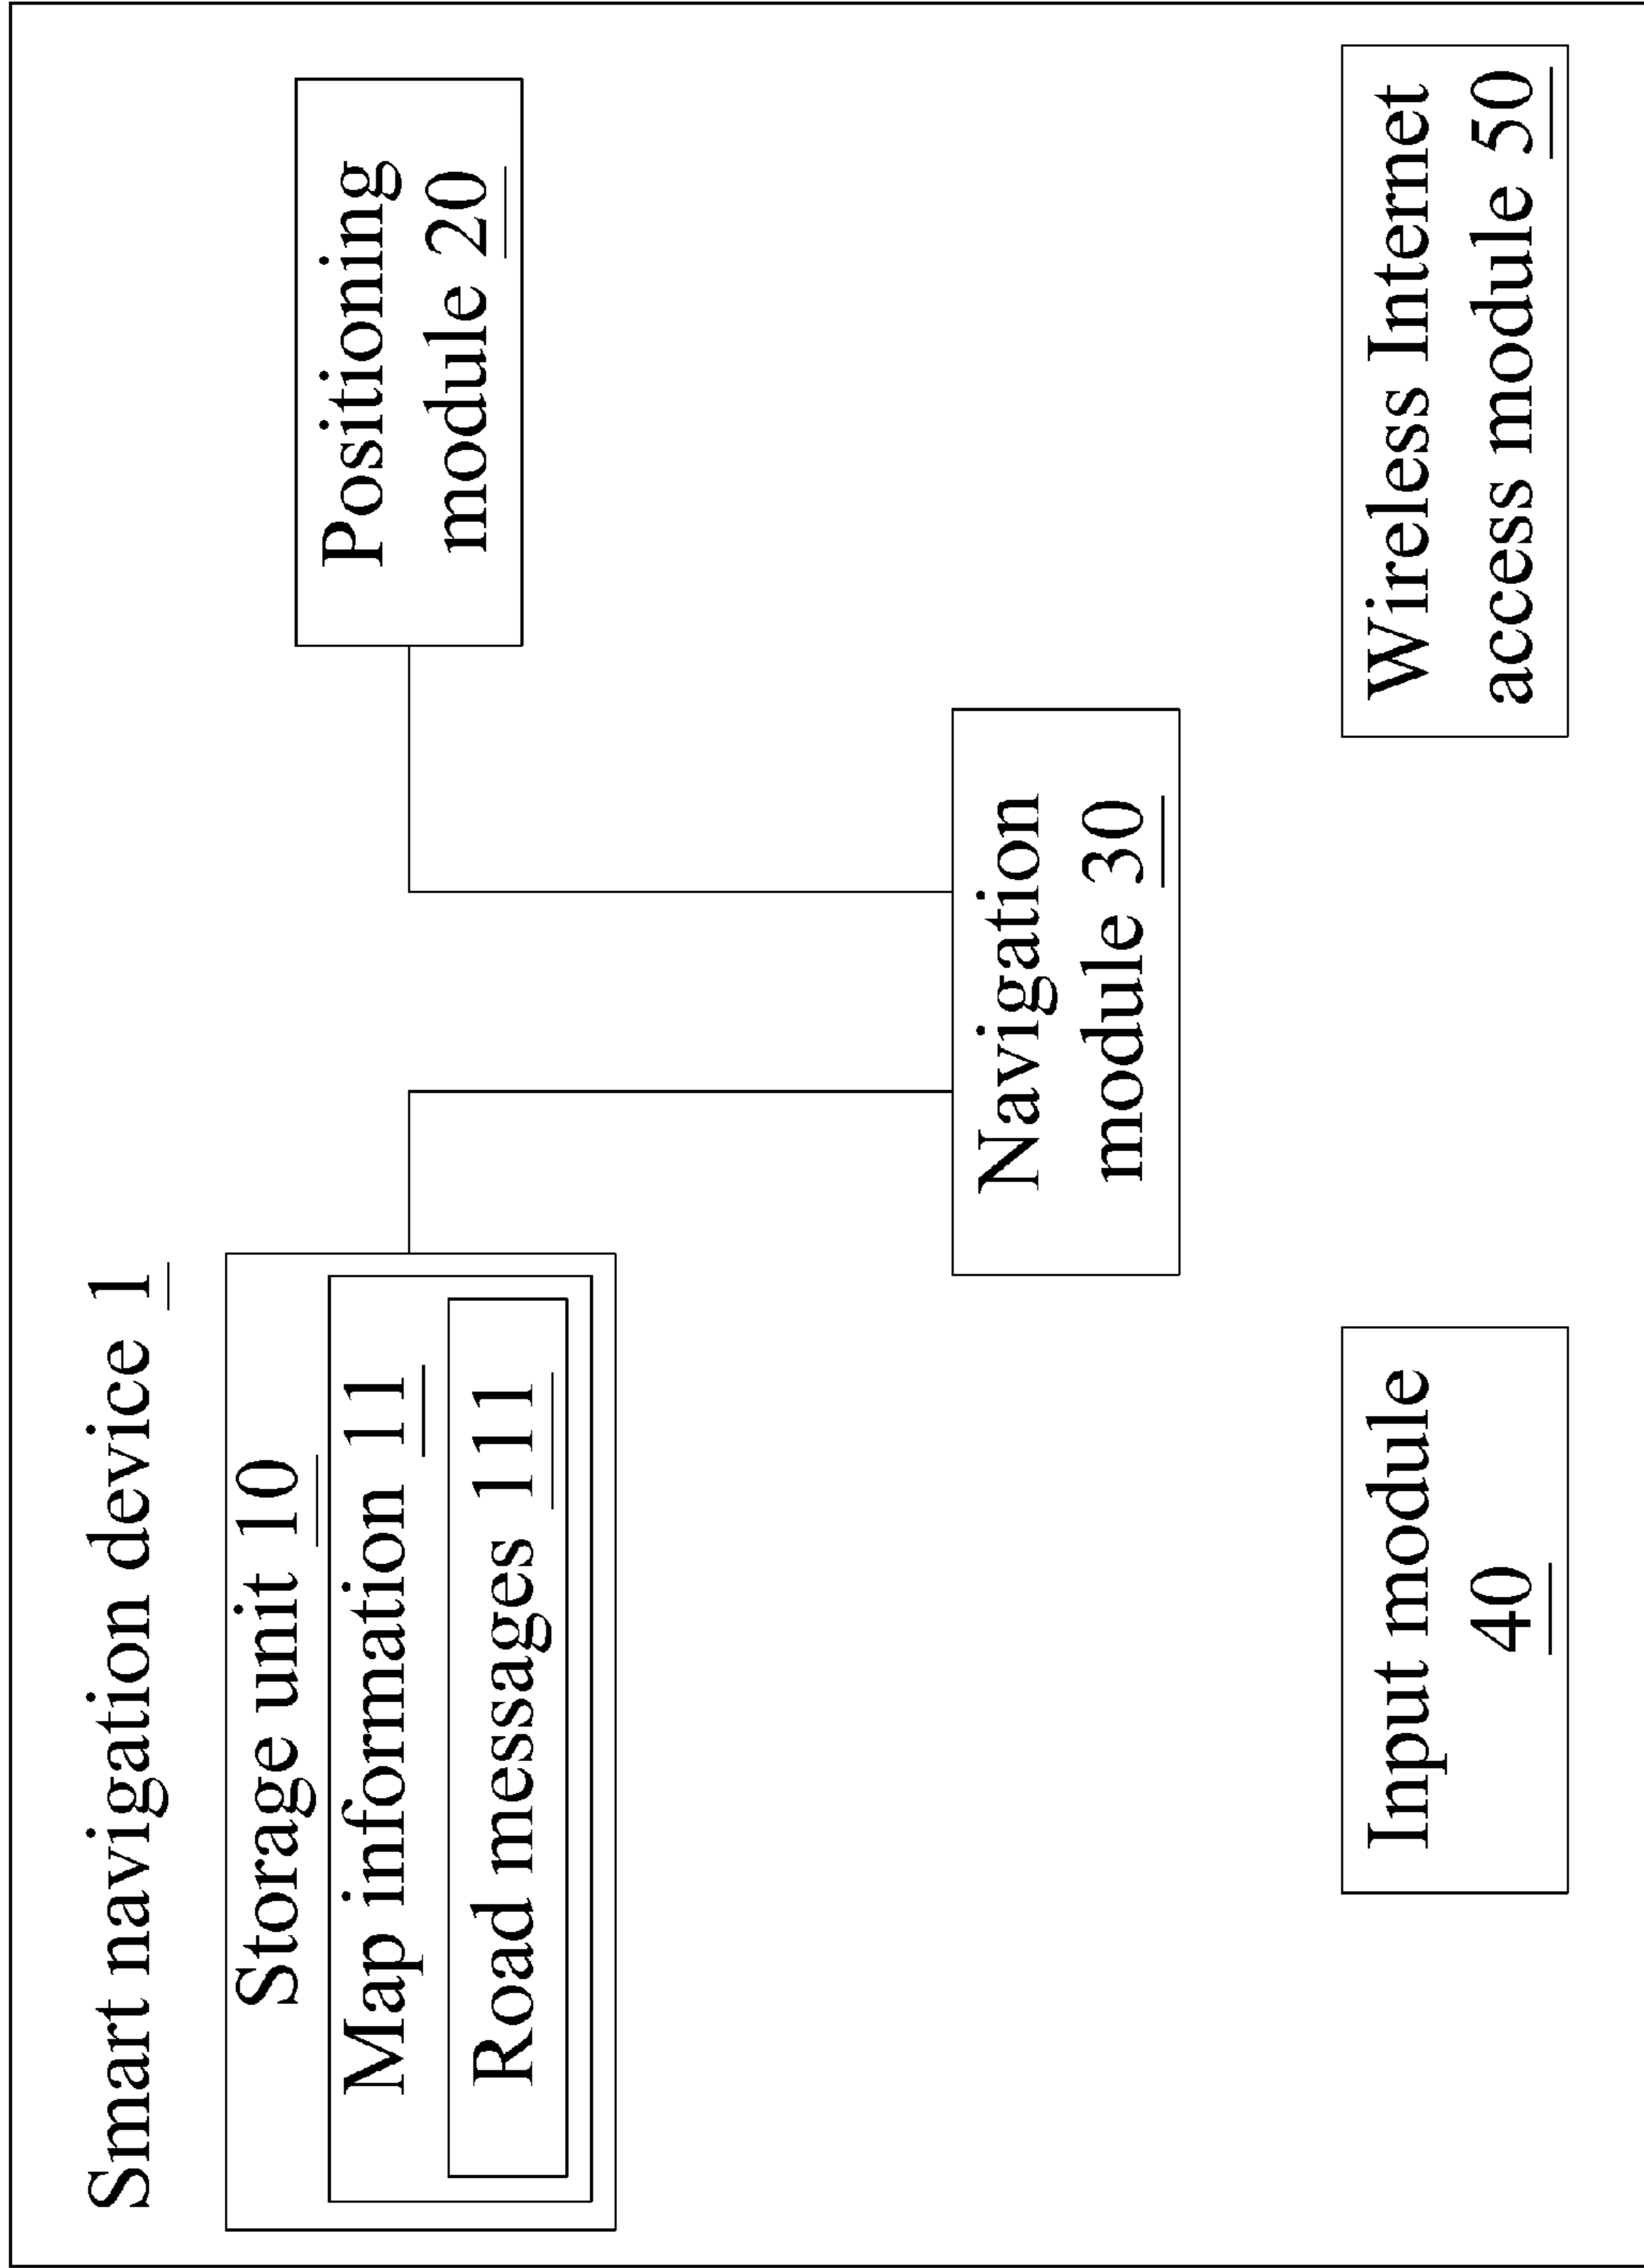 Smart navigation device 1
Storage unit 10
Map information 11
Road messages 111
Positioning
module 20
Navigation
module 30
Input module
40
Wireless Internet
access module 50